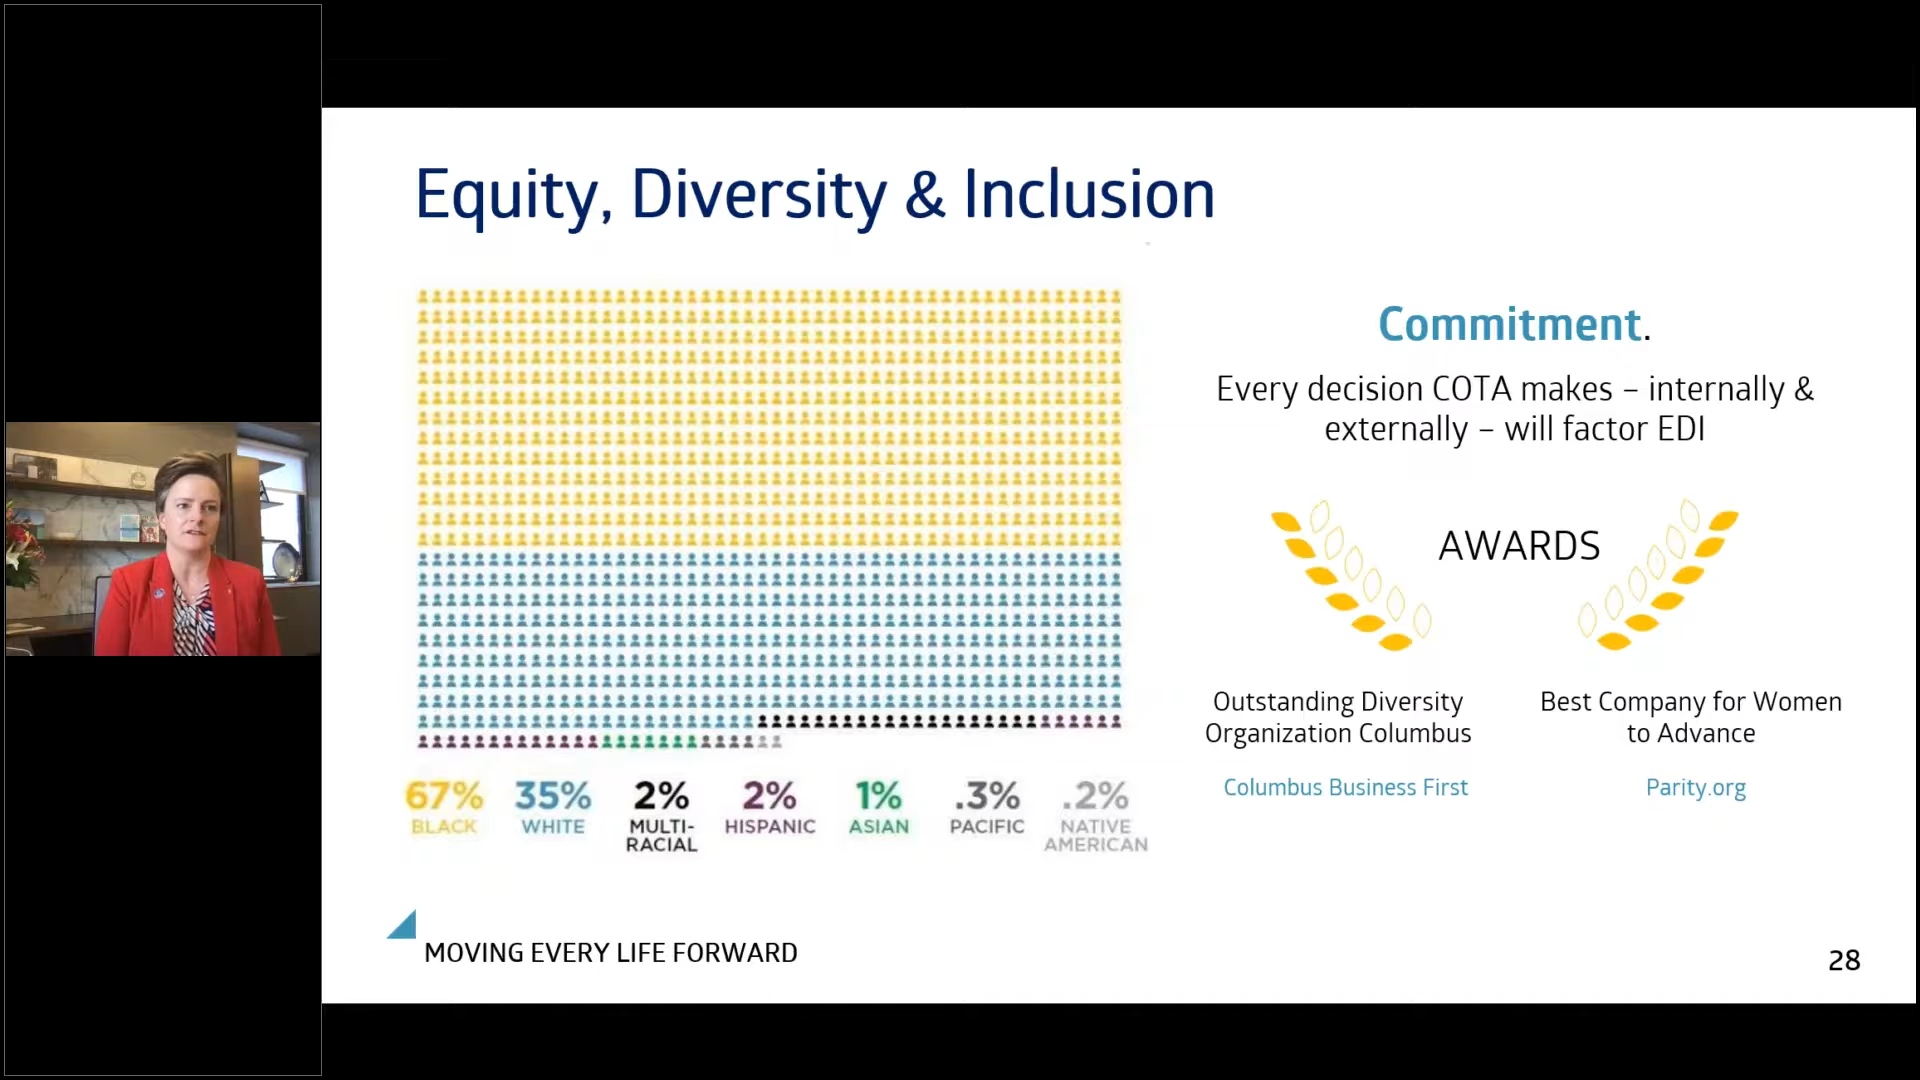 Equity, Diversity & Inclusion
67%
BLACK
35%
WHITE
2%
MULTI-
RACIAL
2%
HISPANIC
1%
ASIAN
.3%
PACIFIC
.2%
NATIVE
AMERICAN
Commitment.
Every decision COTA makes – internally &
externally – will factor EDI
AWARDS
Outstanding Diversity
Organization Columbus
Columbus Business First
Best Company for Women
to Advance
Parity.org
MOVING EVERY LIFE FORWARD
28